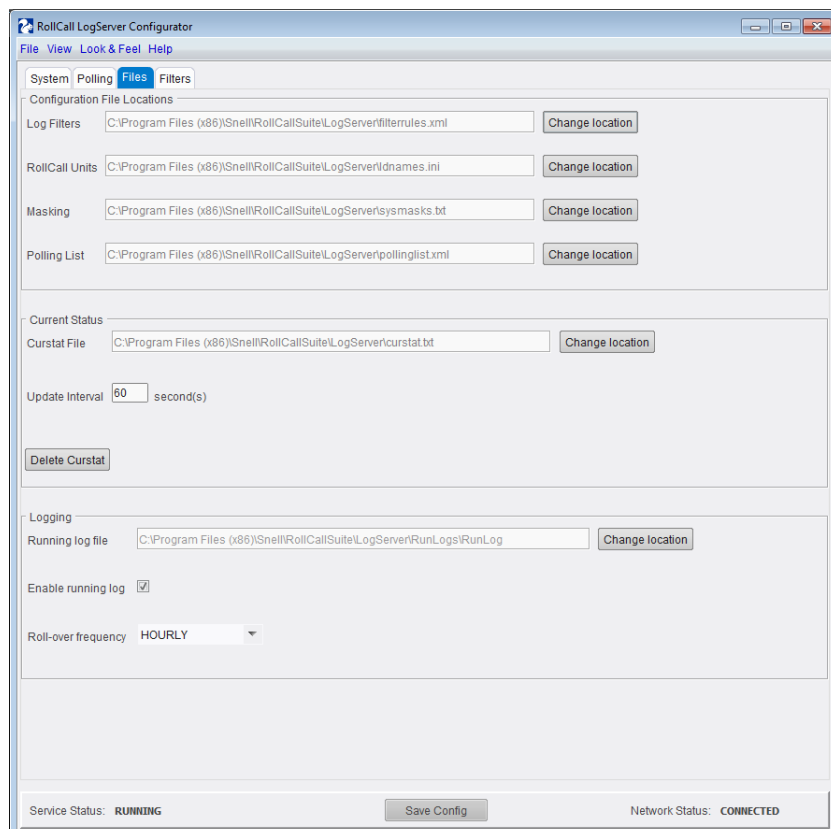 RollCall LogServer Configurator
File View Look & Feel Help
System Polling Files Filters
Configuration File Locations
Log Filters C:\Program Files (x86)\Snell\RollCallSuite\LogServer\filterrules.xml Change location
RollCall Units C:\Program Files (x86)\Snell\RollCallSuite\LogServer\Idnames.ini Change location
Masking C:\Program Files (x86)\Snell\RollCallSuite\LogServer\sysmasks.txt Change location
Polling List C:\Program Files (x86)\Snell\RollCallSuite\LogServer\pollinglist.xml Change location
Current Status
Curstat File C:\Program Files (x86)\Snell\RollCallSuite\LogServer\curstat.txt Change location
Update Interval 60 second(s)
Delete Curstat
Logging
Running log file C:\Program Files (x86)\Snell\RollCallSuite\LogServer\RunLogs\RunLog Change location
Enable running log
Roll-over frequency HOURLY
Service Status: RUNNING Save Config Network Status: CONNECTED